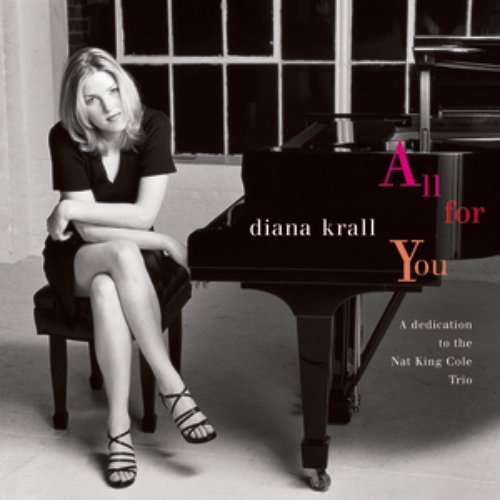 All
for
diana krall
You
A dedication
to the
Nat King Cole
Trio